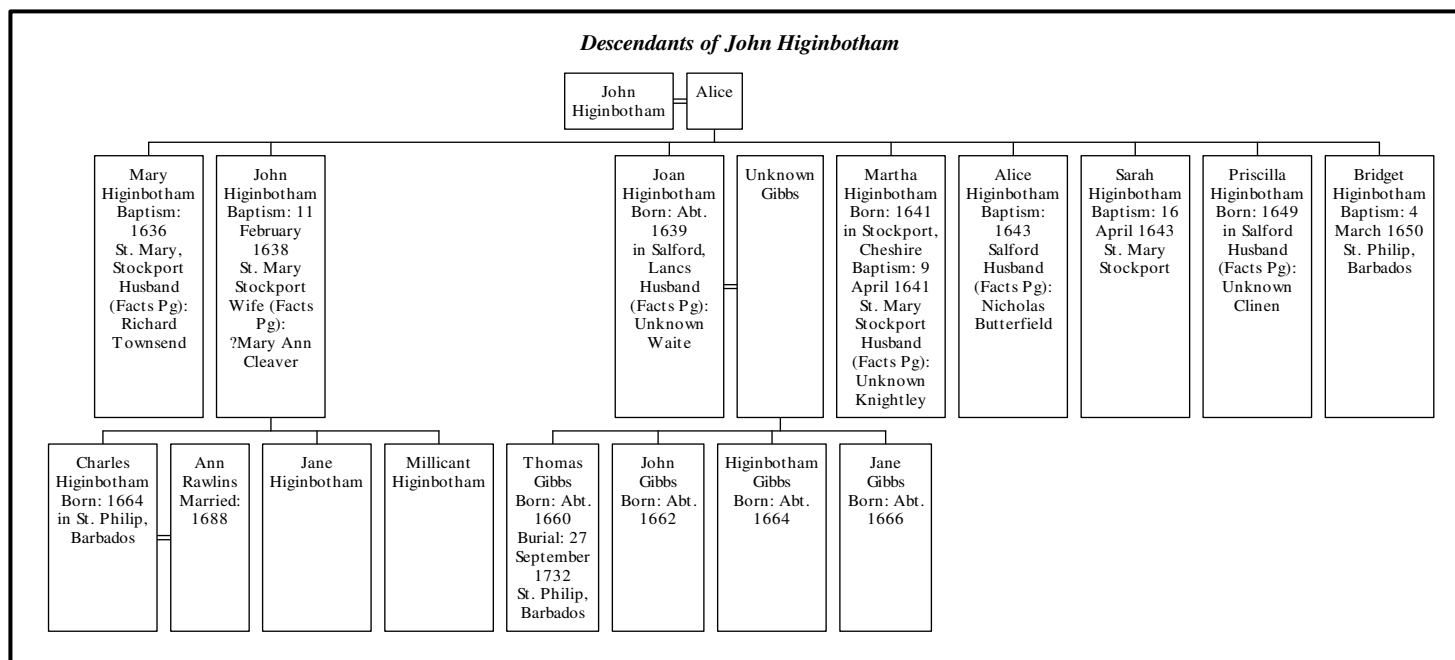 Descendants of John Higinbotham
John
Higinbotham
Alice
Mary
Higinbotham
Baptism:
1636
St. Mary,
Stockport
Husband
(Facts Pg):
Richard
Townsend
John
Higinbotham
Baptism: 11
February
1638
St. Mary
Stockport
Wife (Facts
Pg):
?Mary Ann
Cleaver
Joan
Higinbotham
Born: Abt.
1639
in Salford,
Lancs
Husband
(Facts Pg):
Unknown
Waite
Unknown
Gibbs
Martha
Higinbotham
Born: 1641
in Stockport,
Cheshire
Baptism: 9
April 1641
St. Mary
Stockport
Husband
(Facts Pg):
Unknown
Knightley
Alice
Higinbotham
Baptism:
1643
Salford
Husband
(Facts Pg):
Nicholas
Butterfield
Sarah
Higinbotham
Baptism: 16
April 1643
St. Mary
Stockport
Priscilla
Higinbotham
Born: 1649
in Salford
Husband
(Facts Pg):
Unknown
Clinen
Bridget
Higinbotham
Baptism: 4
March 1650
St. Philip,
Barbados
Charles
Higinbotham
Born: 1664
in St. Philip,
Barbados
Ann
Rawlins
Married:
1688
Jane
Higinbotham
Millicant
Higinbotham
Thomas
Gibbs
Born: Abt.
1660
Burial: 27
September
1732
St. Philip,
Barbados
John
Gibbs
Born: Abt.
1662
Higinbotham
Gibbs
Born: Abt.
1664
Jane
Gibbs
Born: Abt.
1666